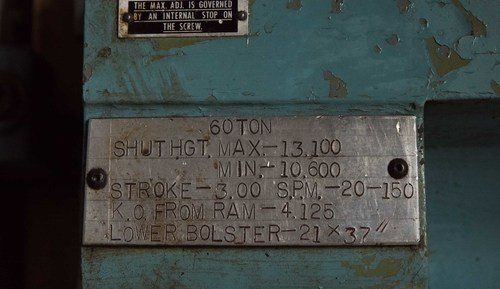 THE MAX. ADJ. IS GOVERNED
BY AN INTERNAL STOP ON
THE SCREW.
60 TON
SHUT HGT. MAX.-13.100
MIN.-10.600
STROKE-3.00 S.P.M.-20-150
K.O. FROM RAM-4.125
LOWER BOLSTER-21 x 37"